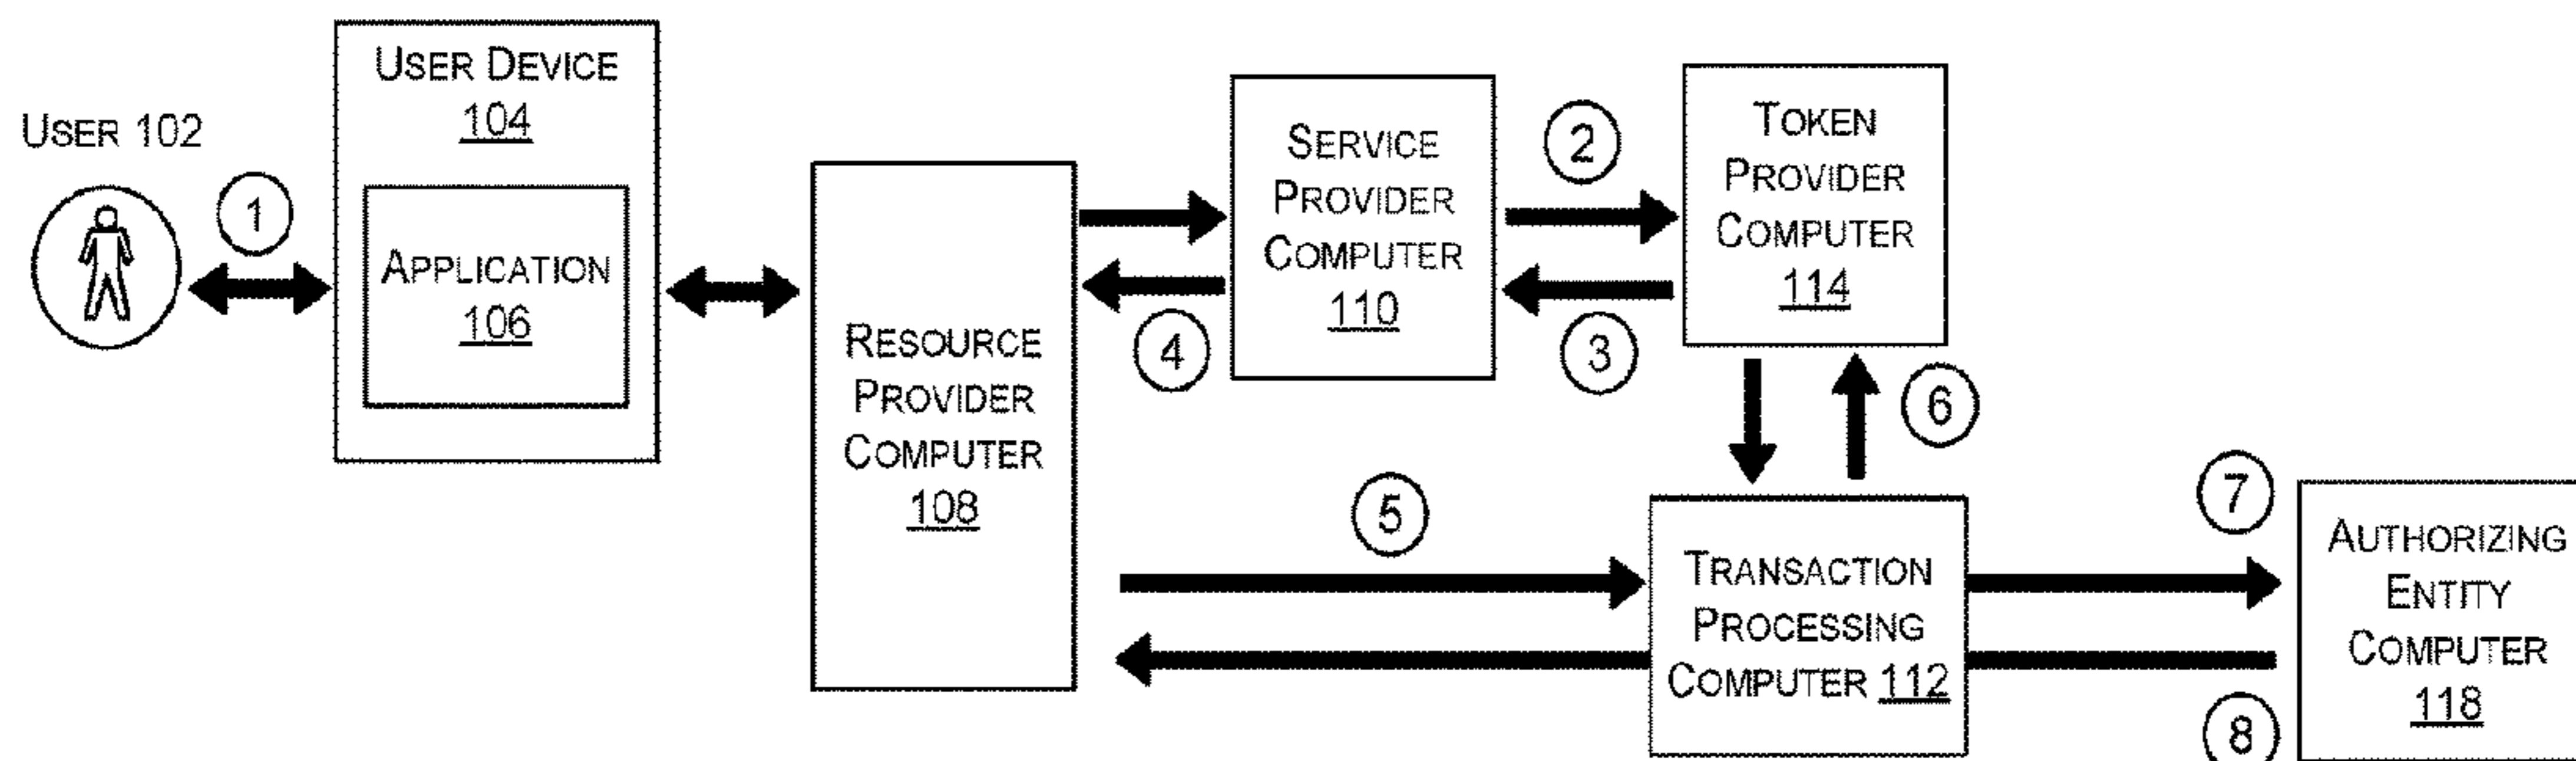 USER 102
1
USER DEVICE
104
APPLICATION
106
RESOURCE
PROVIDER
COMPUTER
108
SERVICE
PROVIDER
COMPUTER
110
2
3
4
TOKEN
PROVIDER
COMPUTER
114
6
5
TRANSACTION
PROCESSING
COMPUTER 112
7
8
AUTHORIZING
ENTITY
COMPUTER
118